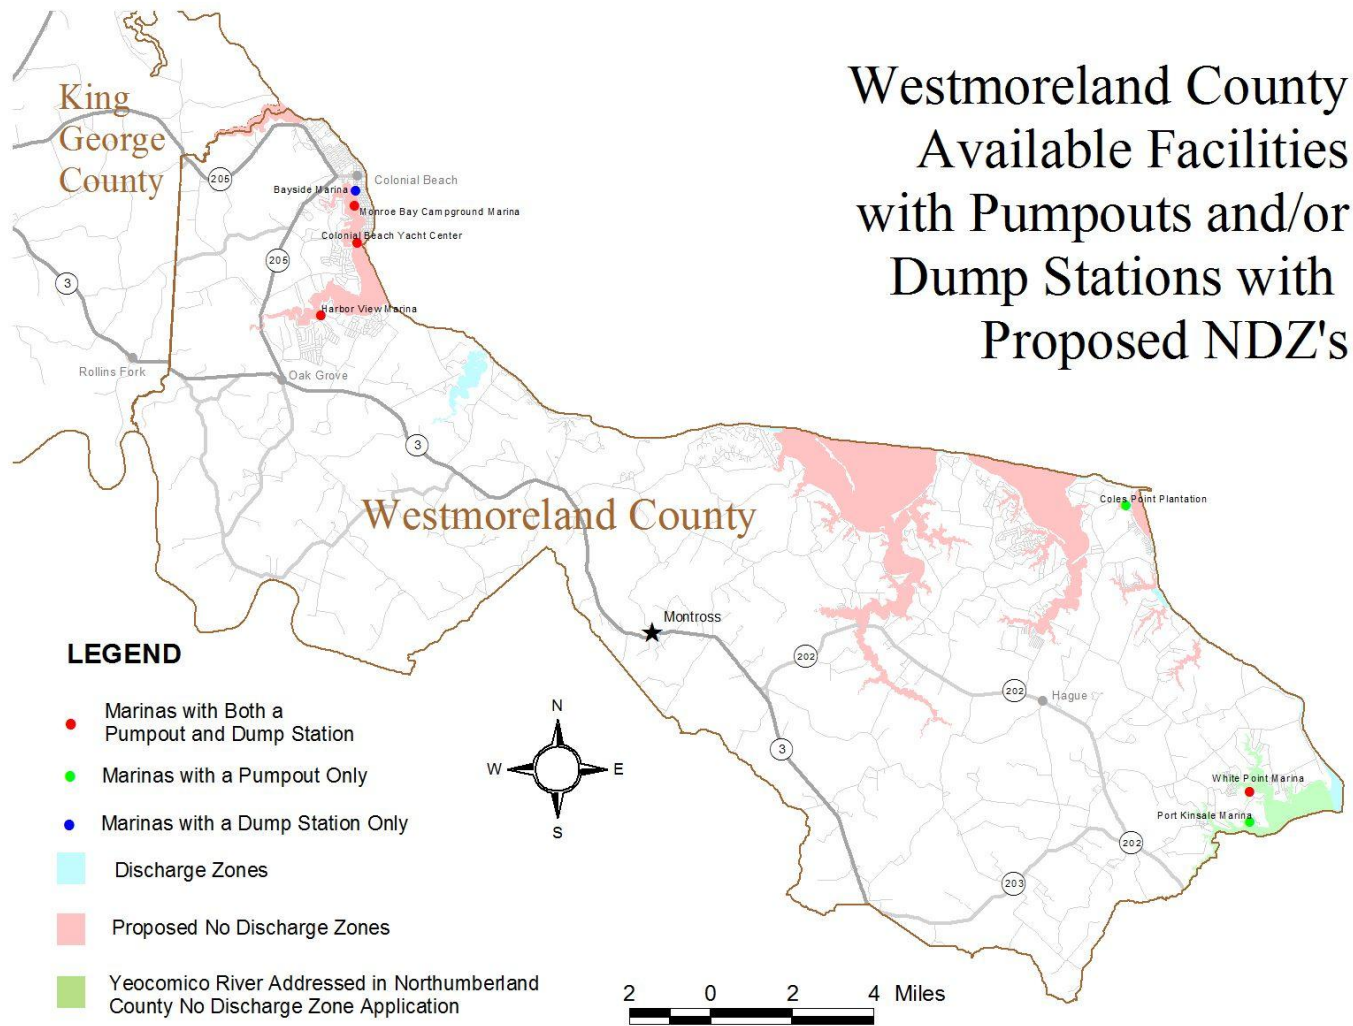 Westmoreland County
Available Facilities
with Pumpouts and/or
Dump Stations with
Proposed NDZ's
King
George
County
205
Colonial Beach
Bayside Marina
Monroe Bay Campground Marina
Colonial Beach Yacht Center
205
3
Harbor View Marina
Rollins Fork
Oak Grove
3
Westmoreland County
Coles Point Plantation
Montross
202
202
Hague
3
White Point Marina
Port Kinsale Marina
202
203
LEGEND
Marinas with Both a
Pumpout and Dump Station
Marinas with a Pumpout Only
Marinas with a Dump Station Only
Discharge Zones
Proposed No Discharge Zones
Yeocomico River Addressed in Northumberland
County No Discharge Zone Application
N
W E
S
2 0 2 4 Miles